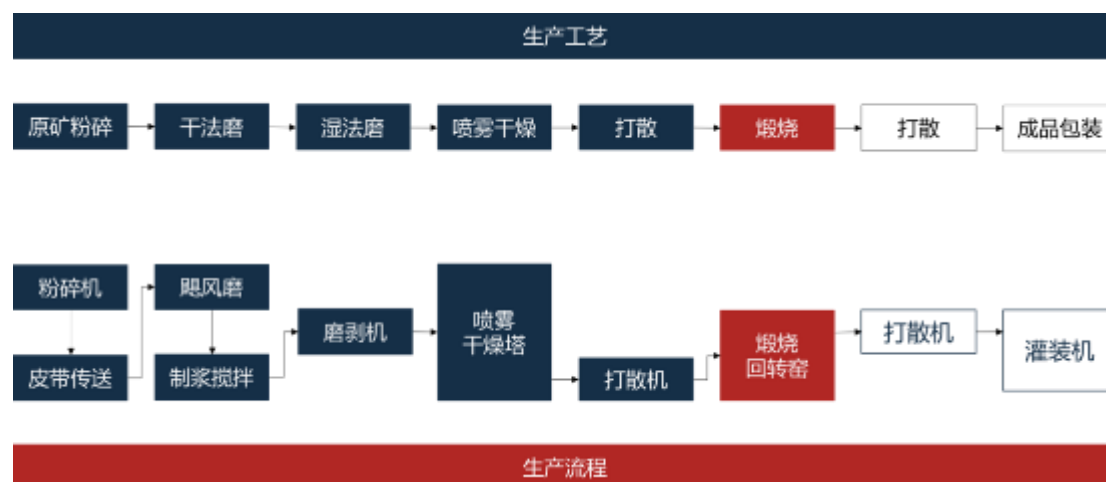 生产工艺
原矿粉碎
干法磨
湿法磨
喷雾干燥
打散
煅烧
打散
成品包装
粉碎机
皮带传送
飓风磨
制浆搅拌
磨剥机
喷雾
干燥塔
打散机
煅烧
回转窑
打散机
灌装机
生产流程